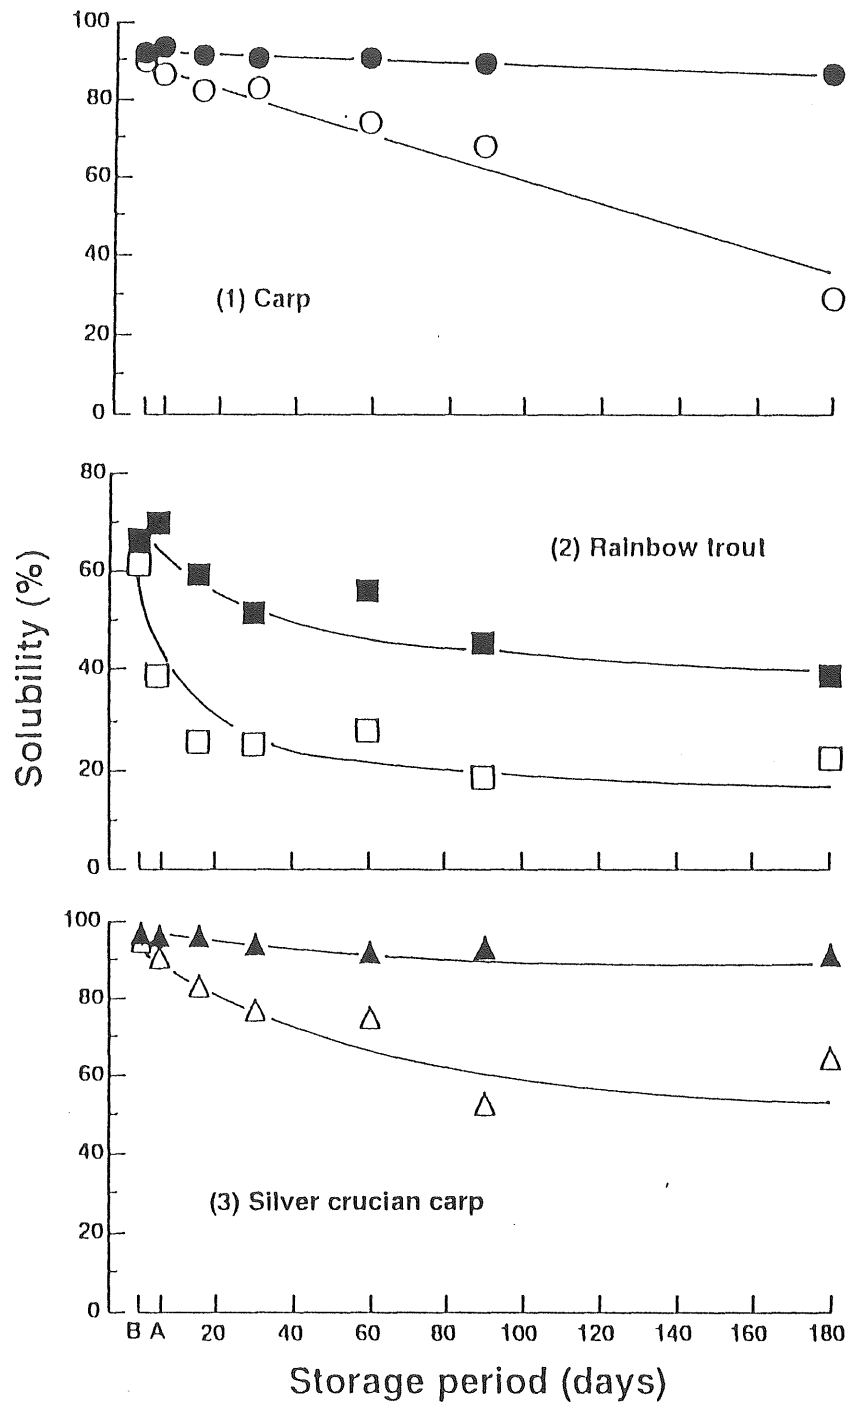 100
80
60
40
20
0
(1) Carp
80
60
40
20
0
(2) Rainbow trout
Solubility (%)
100
80
60
40
20
0
(3) Silver crucian carp
B A 20 40 60 80 100 120 140 160 180
Storage period (days)